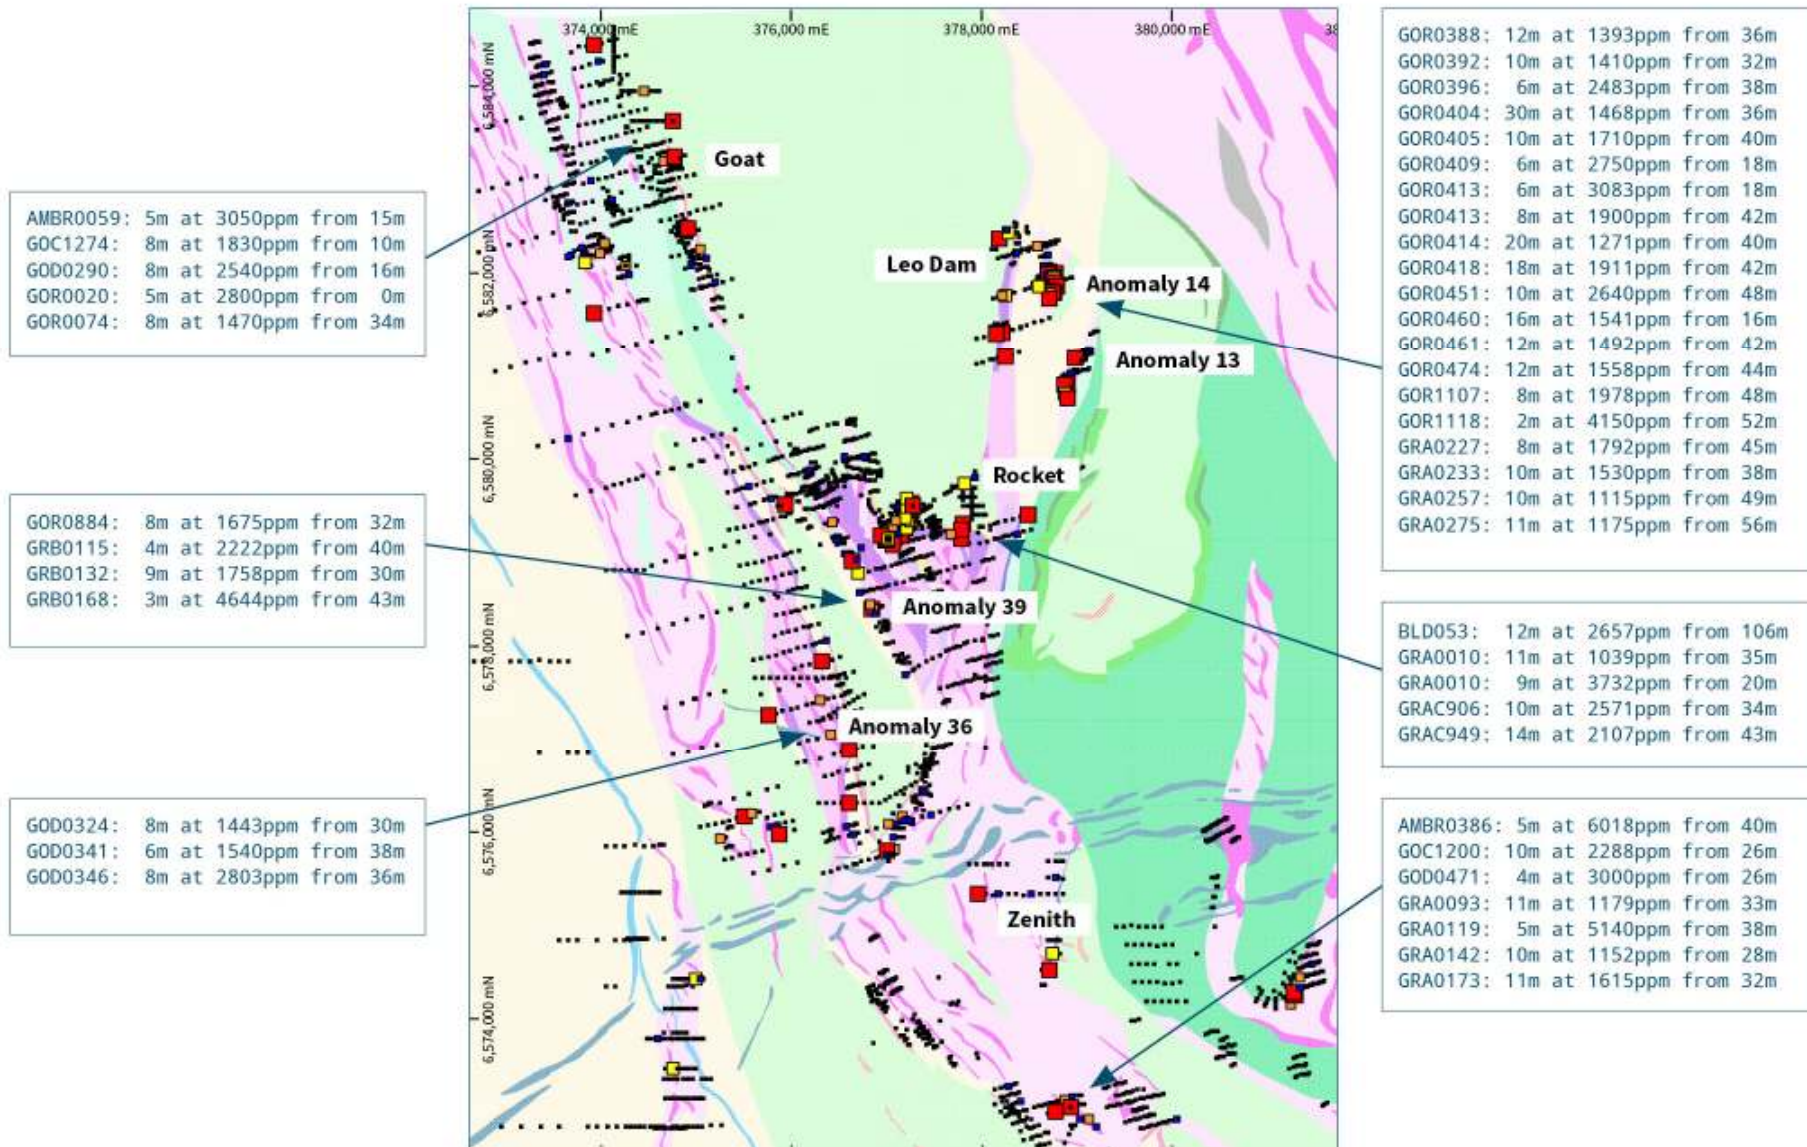 374,000 mE
376,000 mE
378,000 mE
380,000 mE
38
6,584,000 mN
6,582,000 mN
6,580,000 mN
6,578,000 mN
6,576,000 mN
6,574,000 mN
AMBR0059: 5m at 3050ppm from 15m
GOC1274: 8m at 1830ppm from 10m
GOD0290: 8m at 2540ppm from 16m
GOR0020: 5m at 2800ppm from 0m
GOR0074: 8m at 1470ppm from 34m
GOR0884: 8m at 1675ppm from 32m
GRB0115: 4m at 2222ppm from 40m
GRB0132: 9m at 1758ppm from 30m
GRB0168: 3m at 4644ppm from 43m
GOD0324: 8m at 1443ppm from 30m
GOD0341: 6m at 1540ppm from 38m
GOD0346: 8m at 2803ppm from 36m
Goat
Leo Dam
Anomaly 14
Anomaly 13
Rocket
Anomaly 39
Anomaly 36
Zenith
GOR0388: 12m at 1393ppm from 36m
GOR0392: 10m at 1410ppm from 32m
GOR0396: 6m at 2483ppm from 38m
GOR0404: 30m at 1468ppm from 36m
GOR0405: 10m at 1710ppm from 40m
GOR0409: 6m at 2750ppm from 18m
GOR0413: 6m at 3083ppm from 18m
GOR0413: 8m at 1900ppm from 42m
GOR0414: 20m at 1271ppm from 40m
GOR0418: 18m at 1911ppm from 42m
GOR0451: 10m at 2640ppm from 48m
GOR0460: 16m at 1541ppm from 16m
GOR0461: 12m at 1492ppm from 42m
GOR0474: 12m at 1558ppm from 44m
GOR1107: 8m at 1978ppm from 48m
GOR1118: 2m at 4150ppm from 52m
GRA0227: 8m at 1792ppm from 45m
GRA0233: 10m at 1530ppm from 38m
GRA0257: 10m at 1115ppm from 49m
GRA0275: 11m at 1175ppm from 56m
BLD053: 12m at 2657ppm from 106m
GRA0010: 11m at 1039ppm from 35m
GRA0010: 9m at 3732ppm from 20m
GRAC906: 10m at 2571ppm from 34m
GRAC949: 14m at 2107ppm from 43m
AMBR0386: 5m at 6018ppm from 40m
GOC1200: 10m at 2288ppm from 26m
GOD0471: 4m at 3000ppm from 26m
GRA0093: 11m at 1179ppm from 33m
GRA0119: 5m at 5140ppm from 38m
GRA0142: 10m at 1152ppm from 28m
GRA0173: 11m at 1615ppm from 32m